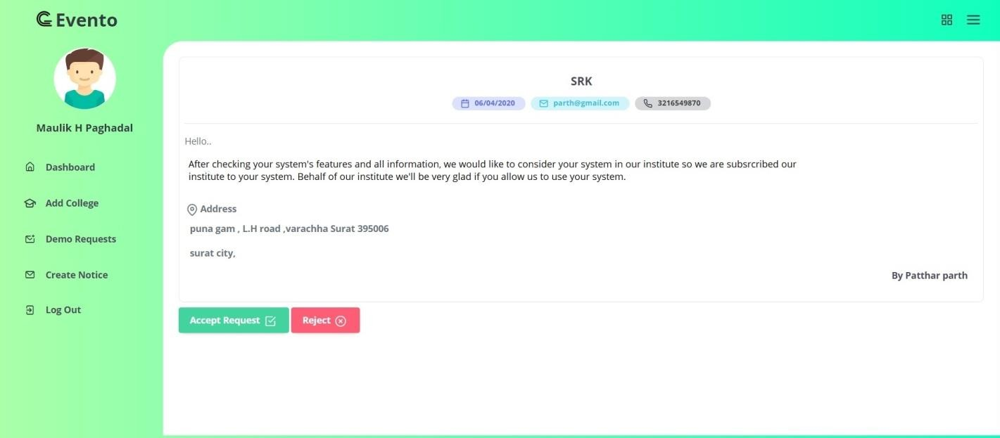 Evento
Maulik H Paghadal
Dashboard
Add College
Demo Requests
Create Notice
Log Out
SRK
06/04/2020 parth@gmail.com 3216549870
Hello..
After checking your system's features and all information, we would like to consider your system in our institute so we are subsrcribed our
institute to your system. Behalf of our institute we'll be very glad if you allow us to use your system.
Address
puna gam , L.H road ,varachha Surat 395006
surat city,
By Patthar parth
Accept Request Reject